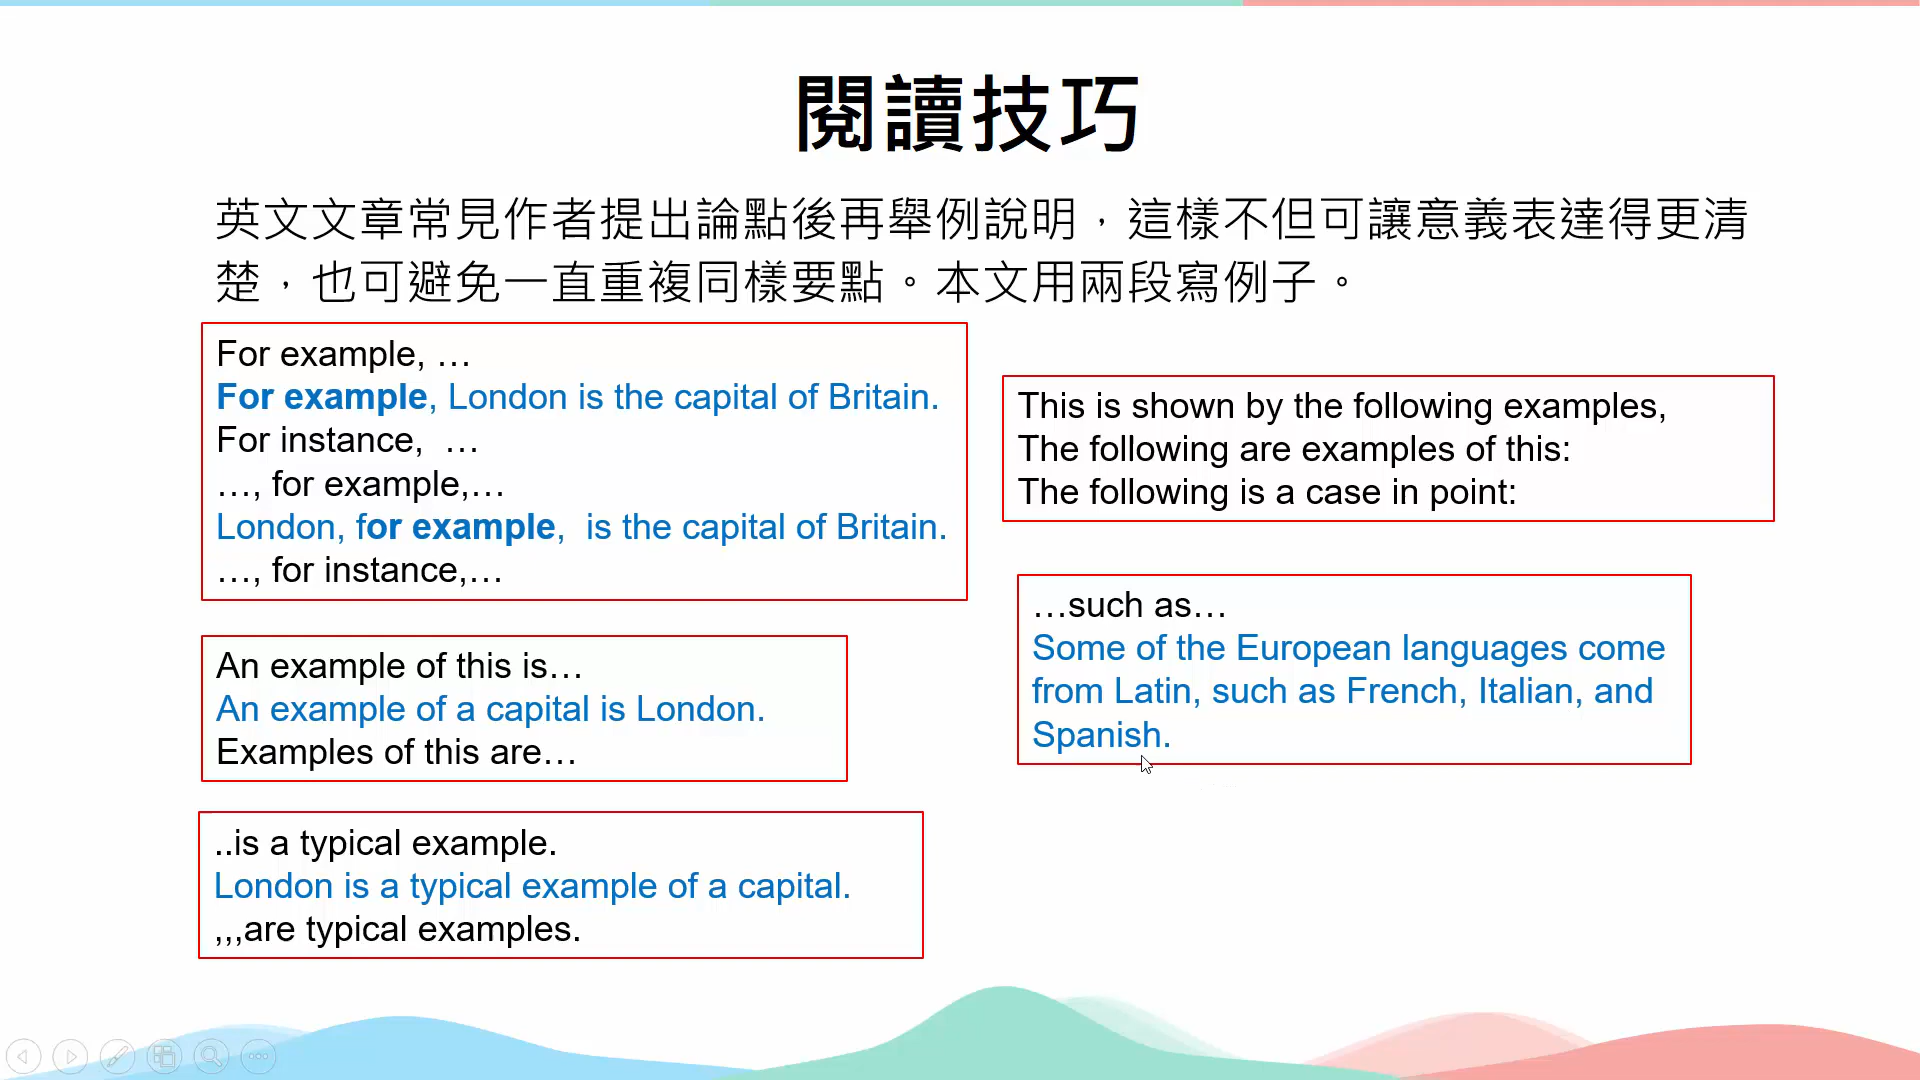 閱讀技巧
英文文章常見作者提出論點後再舉例說明，這樣不但可讓意義表達得更清
楚，也可避免一直重複同樣要點。本文用兩段寫例子。
For example, …
For example, London is the capital of Britain.
For instance,  …
…, for example,…
London, for example,  is the capital of Britain.
…, for instance,…
An example of this is…
An example of a capital is London.
Examples of this are…
..is a typical example.
London is a typical example of a capital.
,,,are typical examples.
This is shown by the following examples,
The following are examples of this:
The following is a case in point:
…such as…
Some of the European languages come
from Latin, such as French, Italian, and
Spanish.